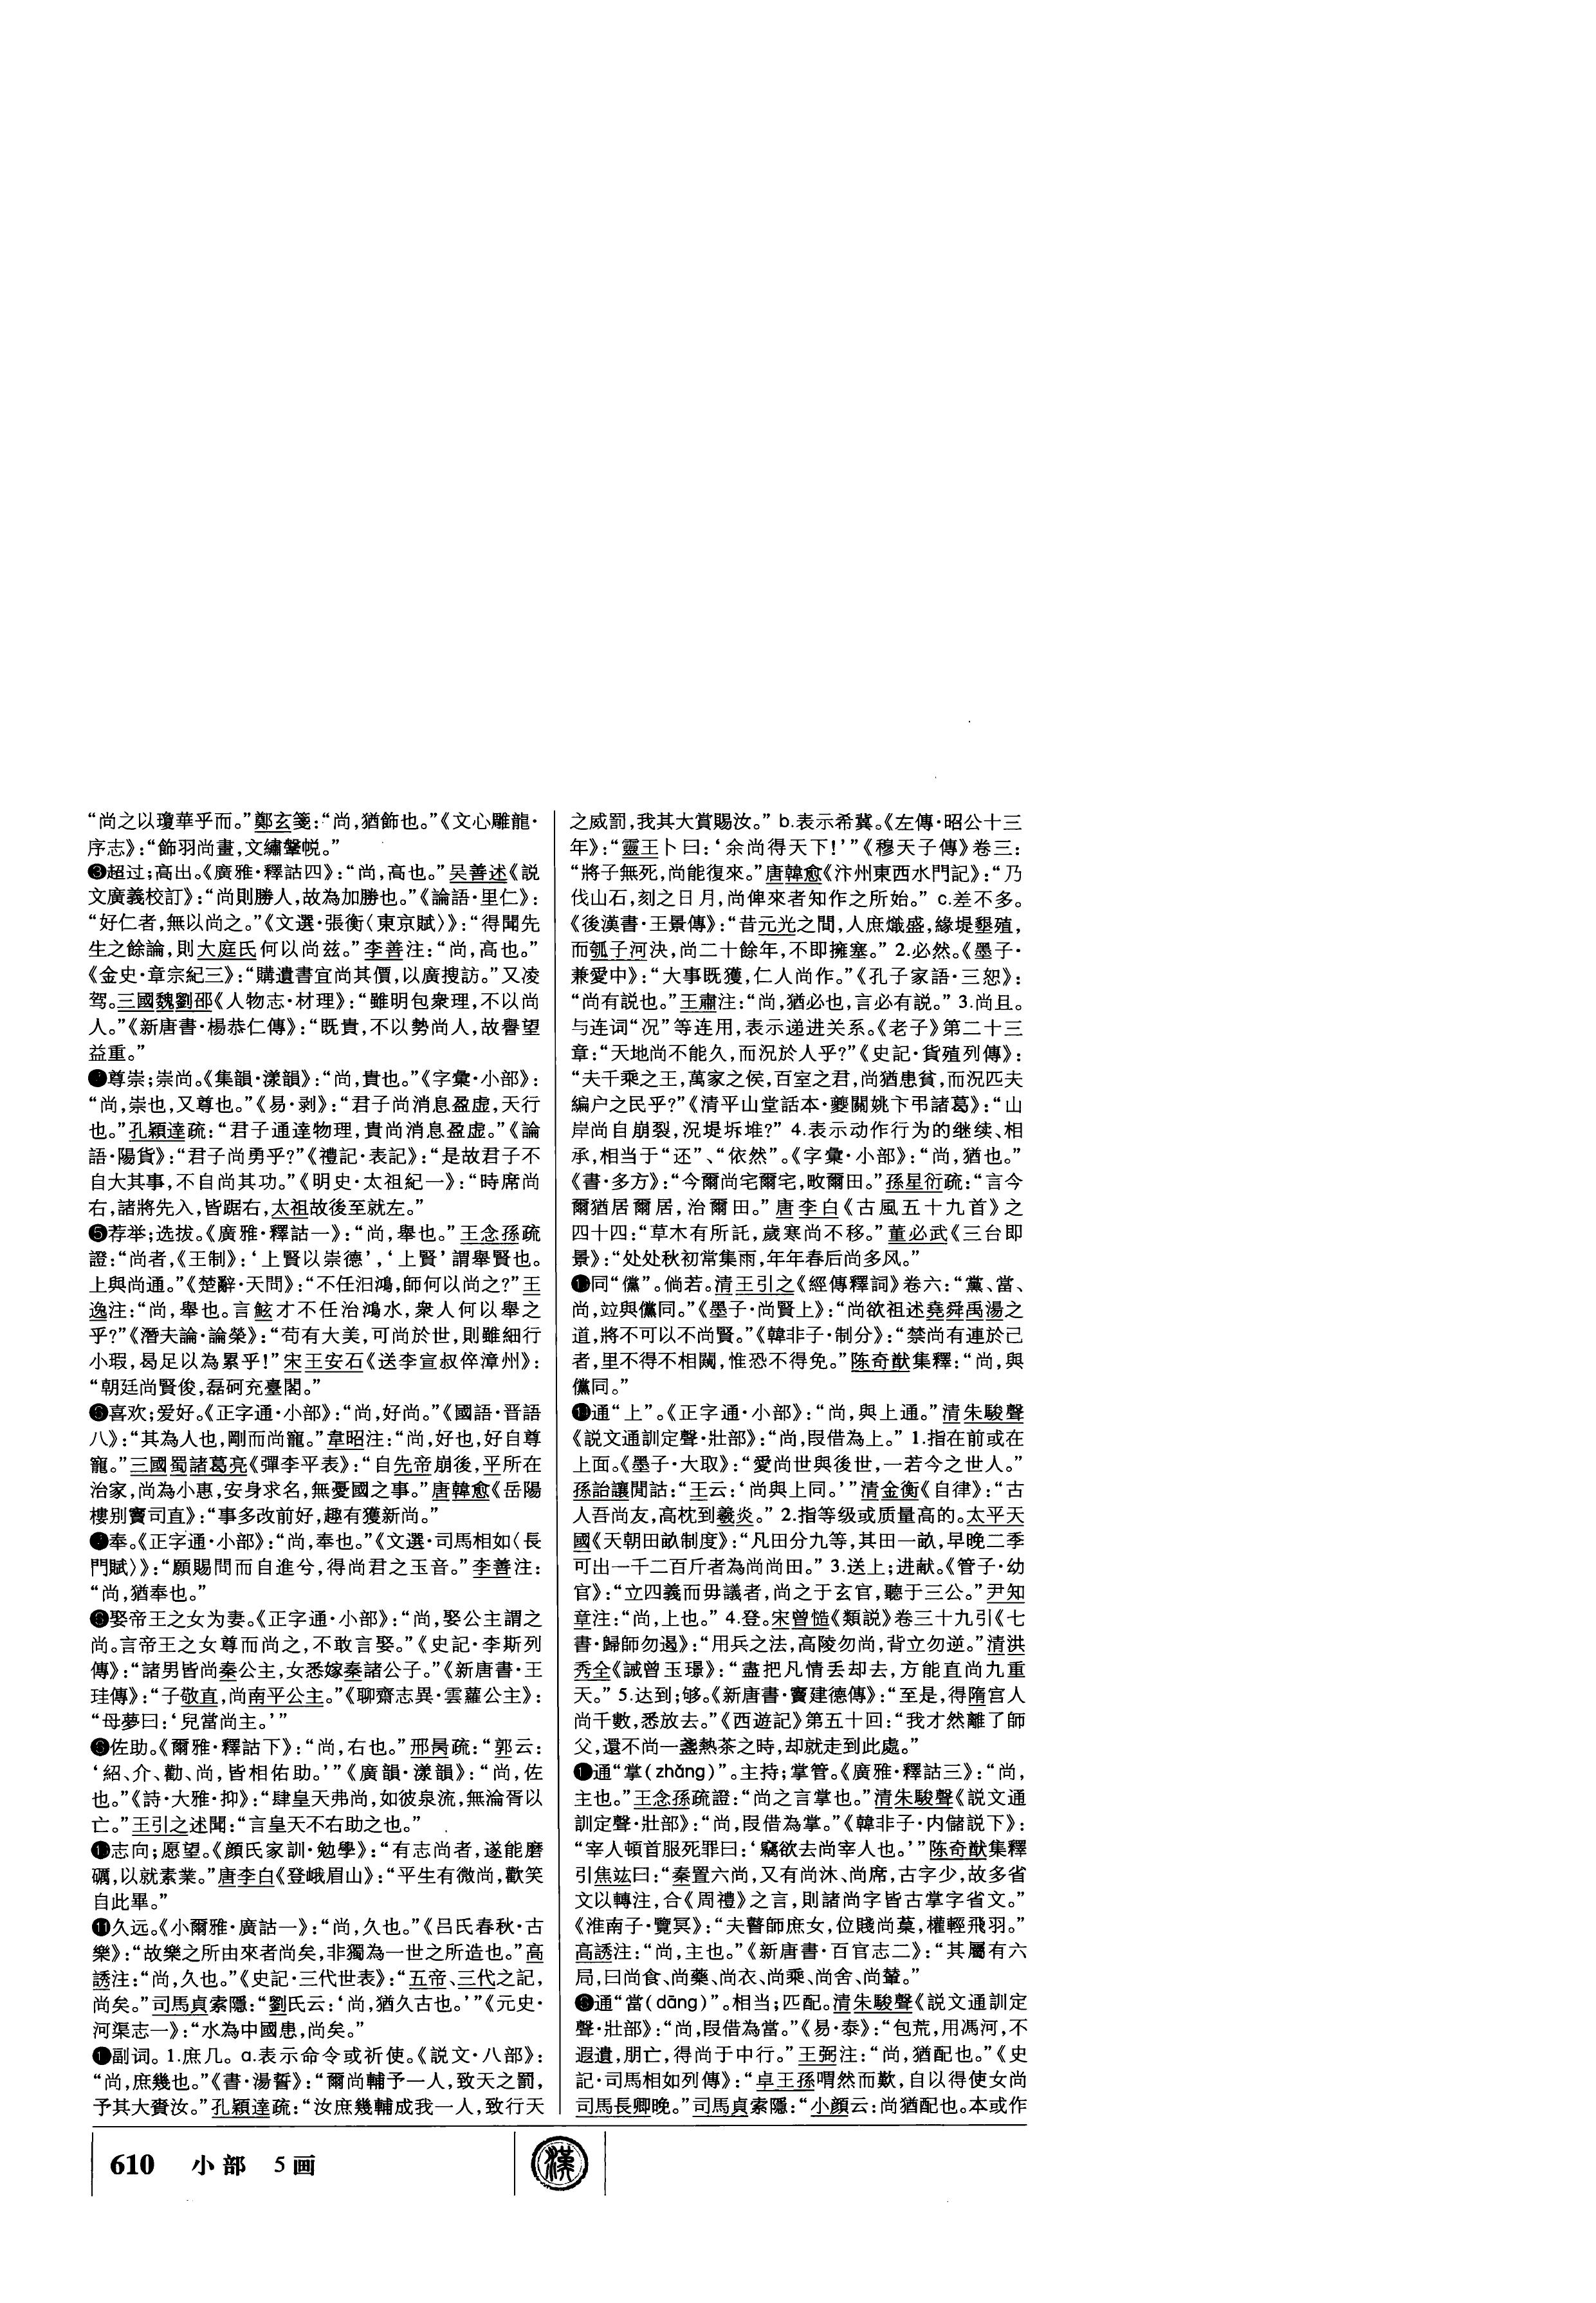 “尚之以瓊華乎而。”鄭玄箋：“尚，猶飾也。”《文心雕龍·
序志》：“飾羽尚畫，文繡鞶帨。”
❸超过；高出。《廣雅·釋詁四》：“尚，高也。”吴善述《説
文廣義校訂》：“尚則勝人，故為加勝也。”《論語·里仁》：
“好仁者，無以尚之。”《文選·張衡〈東京賦〉》：“得聞先
生之餘論，則大庭氏何以尚兹。”李善注：“尚，高也。”
《金史·章宗紀三》：“購遺書宜尚其價，以廣搜訪。”又凌
驾。三國魏劉邵《人物志·材理》：“雖明包衆理，不以尚
人。”《新唐書·楊恭仁傳》：“既貴，不以勢尚人，故譽望
益重。”
尊崇；崇尚。《集韻·漾韻》：“尚，貴也。”《字彙·小部》：
“尚，崇也，又尊也。”《易·剥》：“君子尚消息盈虚，天行
也。”孔穎達疏：“君子通達物理，貴尚消息盈虚。”《論
語·陽貨》：“君子尚勇乎？”《禮記·表記》：“是故君子不
自大其事，不自尚其功。”《明史·太祖紀一》：“時席尚
右，諸將先入，皆踞右，太祖故後至就左。”
❺荐举；选拔。《廣雅·釋詁一》：“尚，舉也。”王念孫疏
證：“尚者，《王制》：‘上賢以崇德’，‘上賢’謂舉賢也。
上與尚通。”《楚辭·天問》：“不任汩鴻，師何以尚之？”王
逸注：“尚，舉也。言鮌才不任治鴻水，衆人何以舉之
乎？”《潛夫論·論榮》：“苟有大美，可尚於世，則雖細行
小瑕，曷足以為累乎！”宋王安石《送李宣叔倅漳州》：
“朝廷尚賢俊，磊砢充臺閣。”
❻喜欢；爱好。《正字通·小部》：“尚，好尚。”《國語·晋語
八》：“其為人也，剛而尚寵。”韋昭注：“尚，好也，好自尊
寵。”三國蜀諸葛亮《彈李平表》：“自先帝崩後，平所在
治家，尚為小惠，安身求名，無憂國之事。”唐韓愈《岳陽
樓别竇司直》：“事多改前好，趣有獲新尚。”
奉。《正字通·小部》：“尚，奉也。”《文選·司馬相如〈長
門賦〉》：“願賜問而自進兮，得尚君之玉音。”李善注：
“尚，猶奉也。”
❽娶帝王之女为妻。《正字通·小部》：“尚，娶公主謂之
尚。言帝王之女尊而尚之，不敢言娶。”《史記·李斯列
傳》：“諸男皆尚秦公主，女悉嫁秦諸公子。”《新唐書·王
珪傳》：“子敬直，尚南平公主。”《聊齋志異·雲蘿公主》：
“母夢曰：‘兒當尚主。’”
❾佐助。《爾雅·釋詁下》：“尚，右也。”邢昺疏：“郭云：
‘紹、介、勸、尚，皆相佑助。’”《廣韻·漾韻》：“尚，佐
也。”《詩·大雅·抑》：“肆皇天弗尚，如彼泉流，無淪胥以
亡。”王引之述聞：“言皇天不右助之也。”
志向；愿望。《顔氏家訓·勉學》：“有志尚者，遂能磨
礪，以就素業。”唐李白《登峨眉山》：“平生有微尚，歡笑
自此畢。”
⓫久远。《小爾雅·廣詁一》：“尚，久也。”《吕氏春秋·古
樂》：“故樂之所由來者尚矣，非獨為一世之所造也。”高
誘注：“尚，久也。”《史記·三代世表》：“五帝、三代之記，
尚矣。”司馬貞索隱：“劉氏云：‘尚，猶久古也。’”《元史·
河渠志一》：“水為中國患，尚矣。”
副词。1.庶几。a.表示命令或祈使。《説文·八部》：
“尚，庶幾也。”《書·湯誓》：“爾尚輔予一人，致天之罰，
予其大賚汝。”孔穎達疏：“汝庶幾輔成我一人，致行天
之威罰，我其大賞賜汝。” b.表示希冀。《左傳·昭公十三
年》：“靈王卜曰：‘余尚得天下！’”《穆天子傳》卷三：
“將子無死，尚能復來。”唐韓愈《汴州東西水門記》：“乃
伐山石，刻之日月，尚俾來者知作之所始。” c.差不多。
《後漢書·王景傳》：“昔元光之間，人庶熾盛，緣堤墾殖，
而瓠子河決，尚二十餘年，不即擁塞。” 2.必然。《墨子·
兼愛中》：“大事既獲，仁人尚作。”《孔子家語·三恕》：
“尚有説也。”王肅注：“尚，猶必也，言必有説。” 3.尚且。
与连词“况”等连用，表示递进关系。《老子》第二十三
章：“天地尚不能久，而況於人乎？”《史記·貨殖列傳》：
“夫千乘之王，萬家之侯，百室之君，尚猶患貧，而況匹夫
編户之民乎？”《清平山堂話本·夔關姚卞弔諸葛》：“山
岸尚自崩裂，況堤坼堆？” 4.表示动作行为的继续、相
承，相当于“还”、“依然”。《字彙·小部》：“尚，猶也。”
《書·多方》：“今爾尚宅爾宅，畋爾田。”孫星衍疏：“言今
爾猶居爾居，治爾田。”唐李白《古風五十九首》之
四十四：“草木有所託，歲寒尚不移。”董必武《三台即
景》：“处处秋初常集雨，年年春后尚多风。”
同“儻”。倘若。清王引之《經傳釋詞》卷六：“黨、當、
尚，竝與儻同。”《墨子·尚賢上》：“尚欲祖述堯舜禹湯之
道，將不可以不尚賢。”《韓非子·制分》：“禁尚有連於己
者，里不得不相闚，惟恐不得免。”陈奇猷集釋：“尚，與
儻同。”
通“上”。《正字通·小部》：“尚，與上通。”清朱駿聲
《説文通訓定聲·壯部》：“尚，叚借為上。” 1.指在前或在
上面。《墨子·大取》：“愛尚世與後世，一若今之世人。”
孫詒讓閒詁：“王云：‘尚與上同。’”清金衡《自律》：“古
人吾尚友，高枕到羲炎。” 2.指等级或质量高的。太平天
國《天朝田畝制度》：“凡田分九等，其田一畝，早晚二季
可出一千二百斤者為尚尚田。” 3.送上；进献。《管子·幼
官》：“立四義而毋議者，尚之于玄官，聽于三公。”尹知
章注：“尚，上也。” 4.登。宋曾慥《類説》卷三十九引《七
書·歸師勿遏》：“用兵之法，高陵勿尚，背立勿逆。”清洪
秀全《誡曾玉璟》：“盡把凡情丢却去，方能直尚九重
天。” 5.达到；够。《新唐書·竇建德傳》：“至是，得隋宫人
尚千數，悉放去。”《西遊記》第五十回：“我才然離了師
父，還不尚一盞熱茶之時，却就走到此處。”
通“掌（zhǎng）”。主持；掌管。《廣雅·釋詁三》：“尚，
主也。”王念孫疏證：“尚之言掌也。”清朱駿聲《説文通
訓定聲·壯部》：“尚，叚借為掌。”《韓非子·内儲説下》：
“宰人頓首服死罪曰：‘竊欲去尚宰人也。’”陈奇猷集釋
引焦竑曰：“秦置六尚，又有尚沐、尚席，古字少，故多省
文以轉注，合《周禮》之言，則諸尚字皆古掌字省文。”
《淮南子·覽冥》：“夫瞽師庶女，位賤尚葈，權輕飛羽。”
高誘注：“尚，主也。”《新唐書·百官志二》：“其屬有六
局，曰尚食、尚藥、尚衣、尚乘、尚舍、尚輦。”
通“當（dāng）”。相当；匹配。清朱駿聲《説文通訓定
聲·壯部》：“尚，叚借為當。”《易·泰》：“包荒，用馮河，不
遐遺，朋亡，得尚于中行。”王弼注：“尚，猶配也。”《史
記·司馬相如列傳》：“卓王孫喟然而歎，自以得使女尚
司馬長卿晚。”司馬貞索隱：“小顔云：尚猶配也。本或作
610 小部 5画
漢